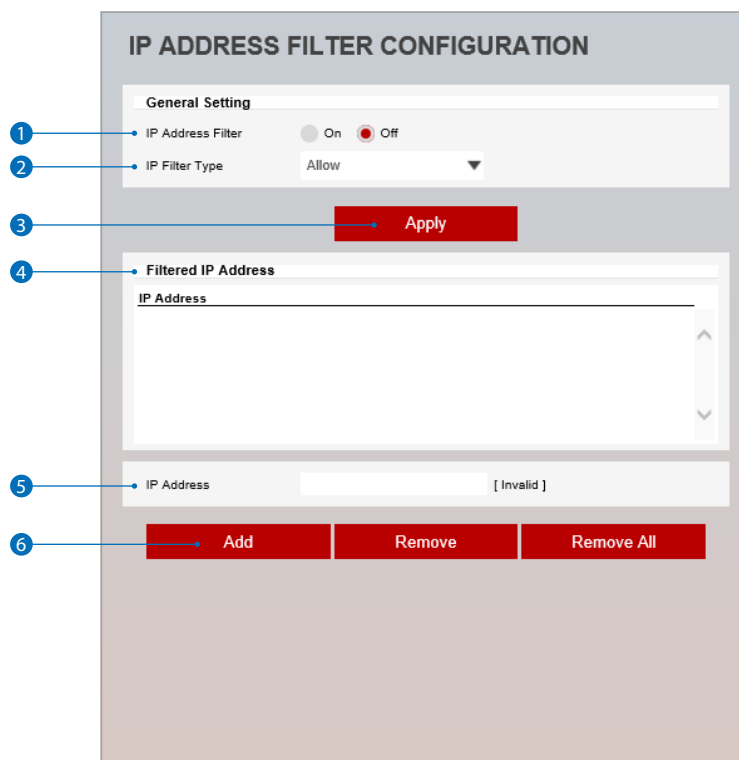 IP ADDRESS FILTER CONFIGURATION
General Setting
1 IP Address Filter On Off
2 IP Filter Type Allow
3 Apply
4 Filtered IP Address
IP Address
5 IP Address [ Invalid ]
6 Add Remove Remove All